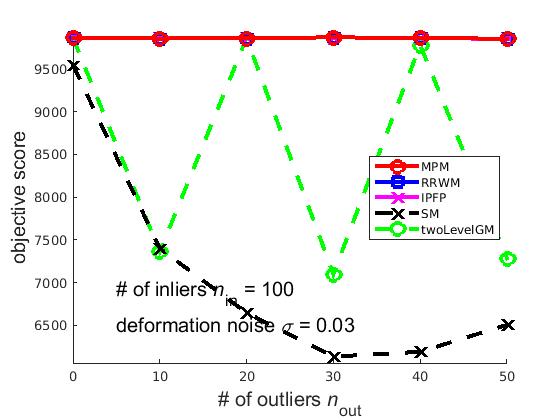 objective score
9500
9000
8500
8000
7500
7000
6500
0
10
20
30
40
50
# of outliers n_out
MPM
RRWM
IPFP
SM
twoLevelGM
# of inliers n_in = 100
deformation noise σ = 0.03